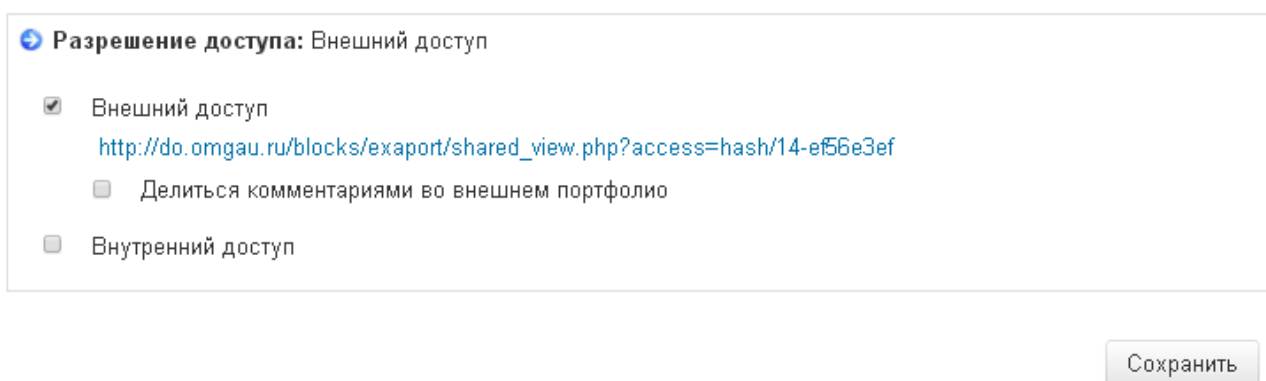 Разрешение доступа: Внешний доступ
Внешний доступ
http://do.omgau.ru/blocks/exaport/shared_view.php?access=hash/14-ef56e3ef
Делиться комментариями во внешнем портфолио
Внутренний доступ
Сохранить